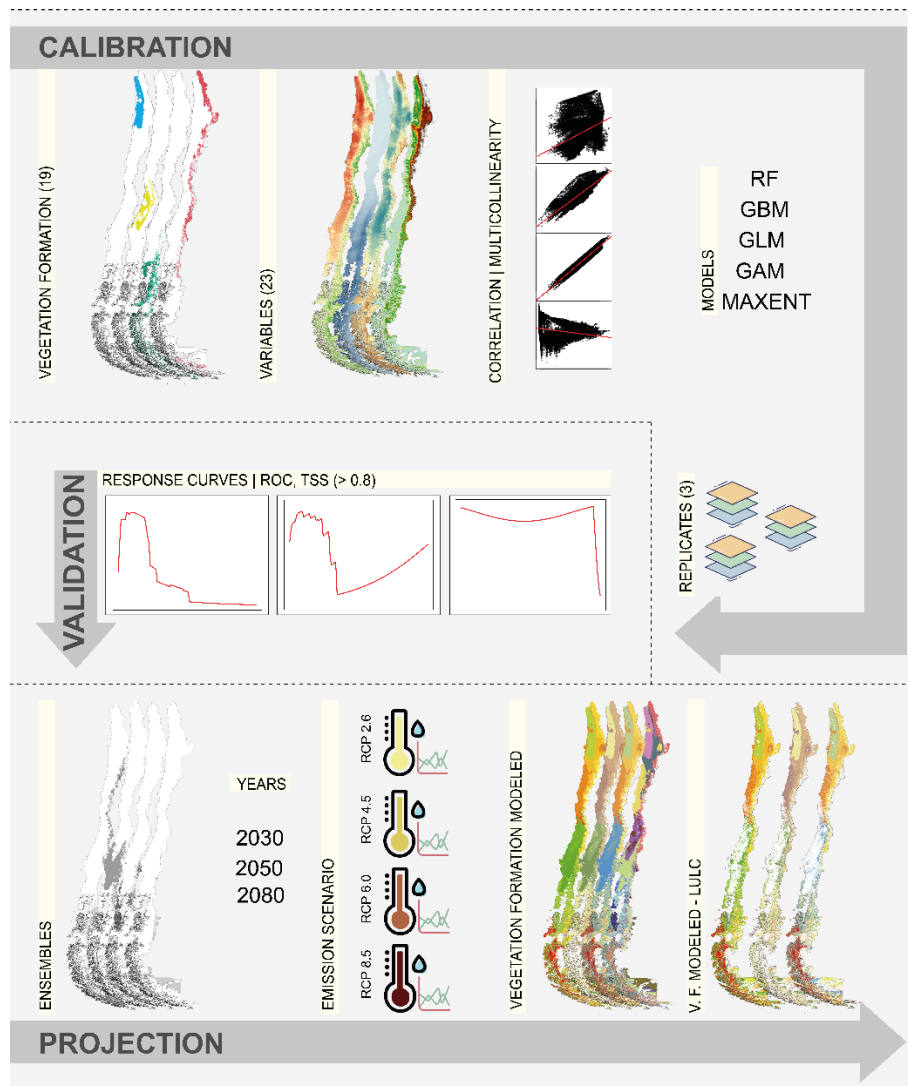 CALIBRATION
VEGETATION FORMATION (19)
VARIABLES (23)
CORRELATION | MULTICOLLINEARITY
MODELS
RF
GBM
GLM
GAM
MAXENT
VALIDATION
RESPONSE CURVES | ROC, TSS (> 0.8)
REPLICATES (3)
ENSEMBLES
YEARS
2030
2050
2080
EMISSION SCENARIO
RCP 2.6
RCP 4.5
RCP 6.0
RCP 8.5
VEGETATION FORMATION MODELED
V. F. MODELED - LULC
PROJECTION